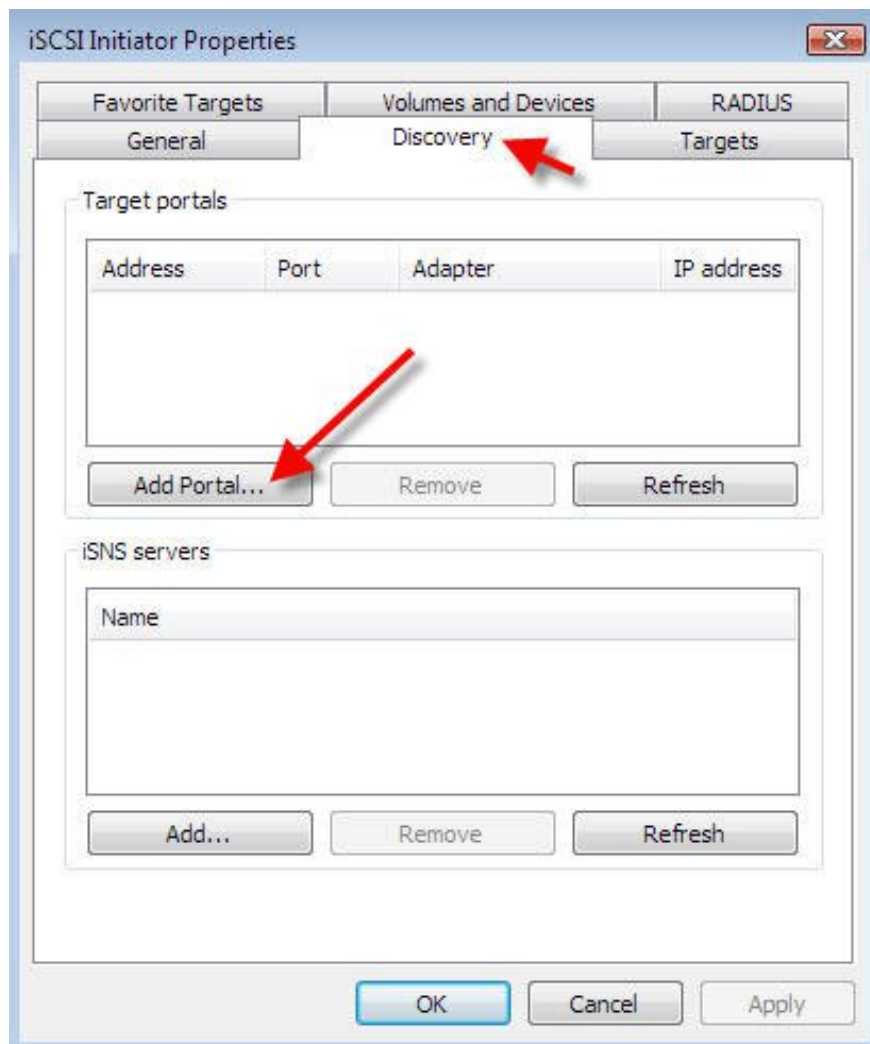 iSCSI Initiator Properties
Favorite Targets Volumes and Devices RADIUS
General Discovery Targets
Target portals
Address Port Adapter IP address
Add Portal... Remove Refresh
iSNS servers
Name
Add... Remove Refresh
OK Cancel Apply